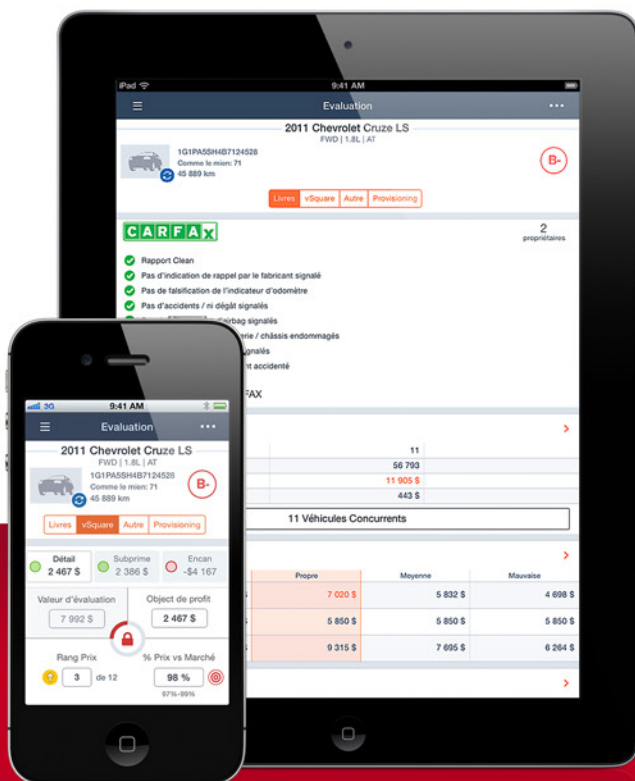 iPad
9:41 AM
Evaluation
2011 Chevrolet Cruze LS
FWD | 1.8L | AT
1G1PA5SH4B7124528
Comme le mien: 71
45 889 km
B-
Livres vSquare Autre Provisioning
CARFAX
2
propriétaires
Rapport Clean
Pas d'indication de rappel par le fabricant signalé
Pas de falsification de l'indicateur d'odomètre
Pas d'accidents / ni dégât signalés
airbag signalés
/ châssis endommagés
accidenté
11
56 793
11 905 $
443 $
11 Véhicules Concurrents
Propre Moyenne Mauvaise
7 020 $ 5 832 $ 4 698 $
5 850 $ 5 850 $ 5 850 $
9 315 $ 7 695 $ 6 264 $
3G 9:41 AM
Evaluation
2011 Chevrolet Cruze LS
FWD | 1.8L | AT
1G1PA5SH4B7124528
Comme le mien: 71
45 889 km
B-
Livres vSquare Autre Provisioning
Détail Subprime Encan
2 467 $ 2 386 $ -$4 167
Valeur d'évaluation Object de profit
7 992 $ 2 467 $
Rang Prix % Prix vs Marché
3 de 12 98 %
97%-99%